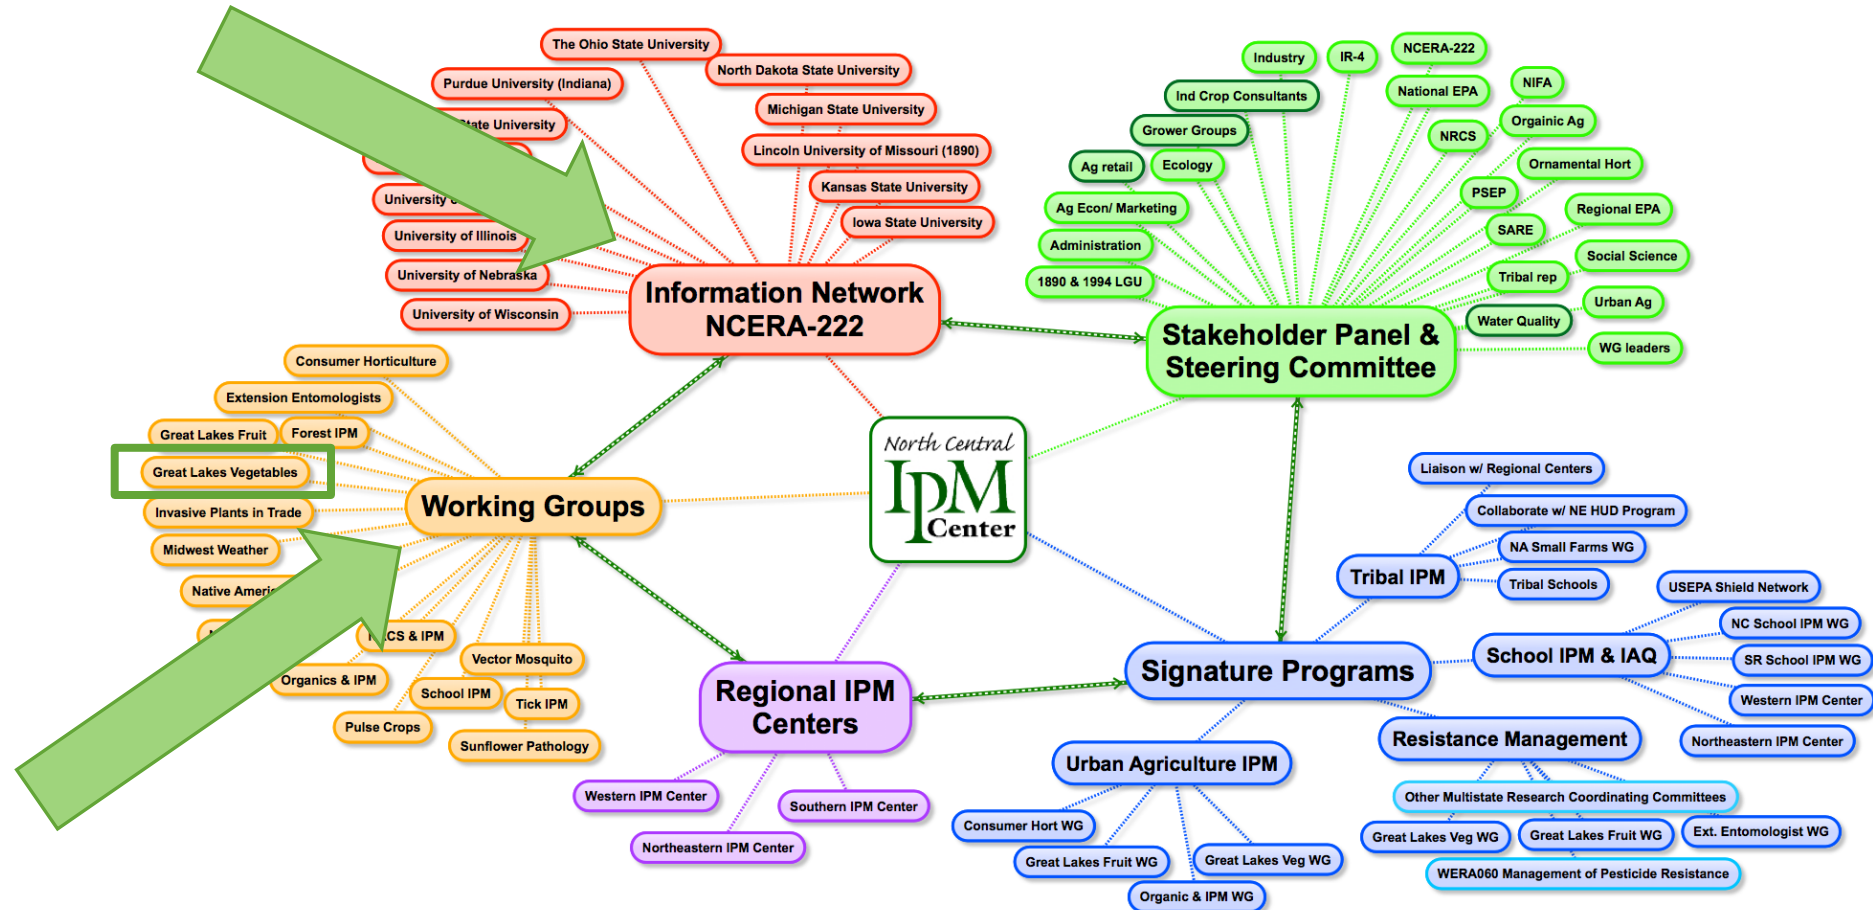 The Ohio State University
North Dakota State University
Purdue University (Indiana)
Michigan State University
State University
Lincoln University of Missouri (1890)
Kansas State University
University
Iowa State University
University of Illinois
University of Nebraska
University of Wisconsin
Information Network
NCERA-222
Industry
IR-4
NCERA-222
National EPA
NIFA
Ind Crop Consultants
Orgainic Ag
Grower Groups
NRCS
Ag retail
Ecology
Ornamental Hort
PSEP
Ag Econ/ Marketing
Regional EPA
SARE
Administration
Social Science
1890 & 1994 LGU
Tribal rep
Urban Ag
Water Quality
WG leaders
Stakeholder Panel &
Steering Committee
Consumer Horticulture
Extension Entomologists
Great Lakes Fruit
Forest IPM
Great Lakes Vegetables
Invasive Plants in Trade
Midwest Weather
Native
Working Groups
& IPM
Vector Mosquito
Organics & IPM
School IPM
Tick IPM
Pulse Crops
Sunflower Pathology
North Central
IPM
Center
Regional IPM
Centers
Western IPM Center
Southern IPM Center
Northeastern IPM Center
Signature Programs
Liaison w/ Regional Centers
Collaborate w/ NE HUD Program
NA Small Farms WG
Tribal IPM
Tribal Schools
USEPA Shield Network
NC School IPM WG
School IPM & IAQ
SR School IPM WG
Western IPM Center
Northeastern IPM Center
Resistance Management
Other Multistate Research Coordinating Committees
Great Lakes Veg WG
Great Lakes Fruit WG
Ext. Entomologist WG
WERA060 Management of Pesticide Resistance
Urban Agriculture IPM
Consumer Hort WG
Great Lakes Fruit WG
Great Lakes Veg WG
Organic & IPM WG